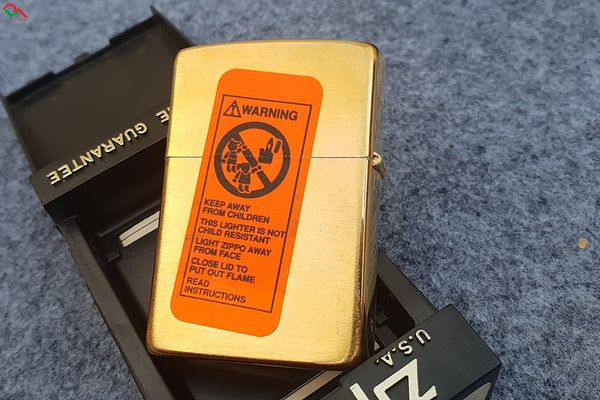 WARNING
KEEP AWAY
FROM CHILDREN
THIS LIGHTER IS NOT
CHILD RESISTANT
LIGHT ZIPPO AWAY
FROM FACE
CLOSE LID TO
PUT OUT FLAME
READ
INSTRUCTIONS
GUARANTEE
U.S.A.